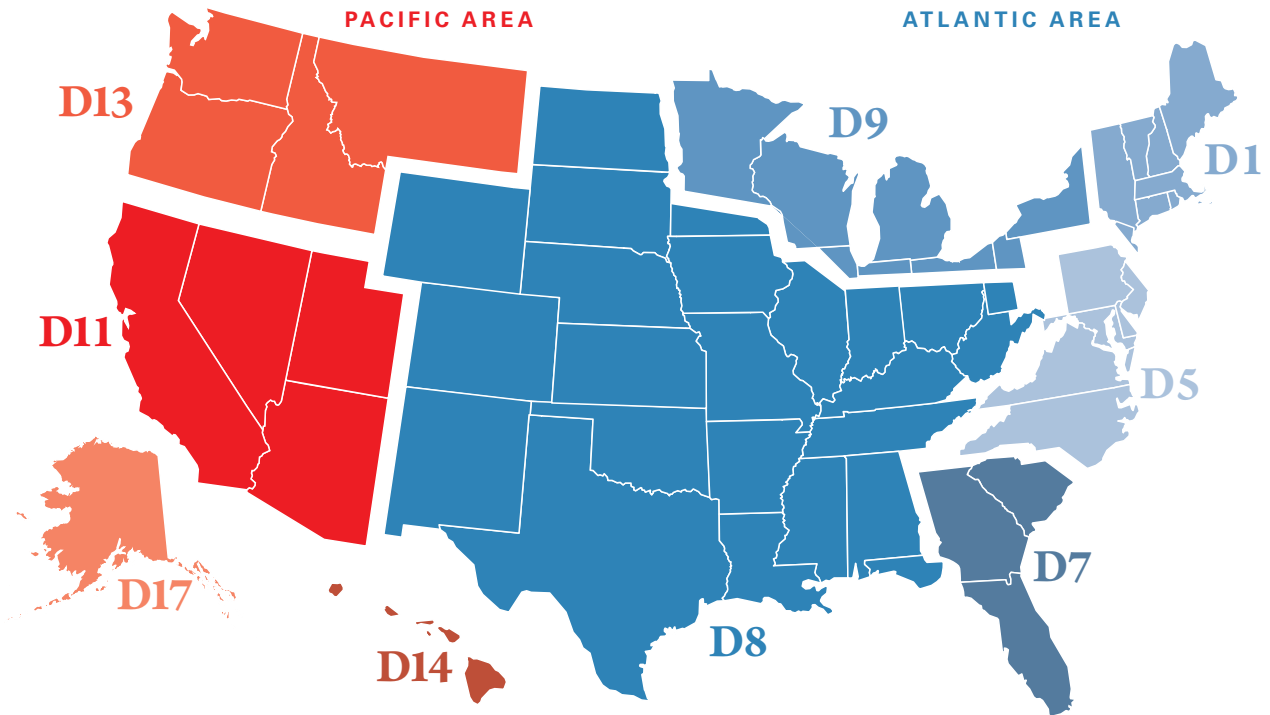 PACIFIC AREA
ATLANTIC AREA
D13
D9
D1
D11
D5
D7
D17
D8
D14